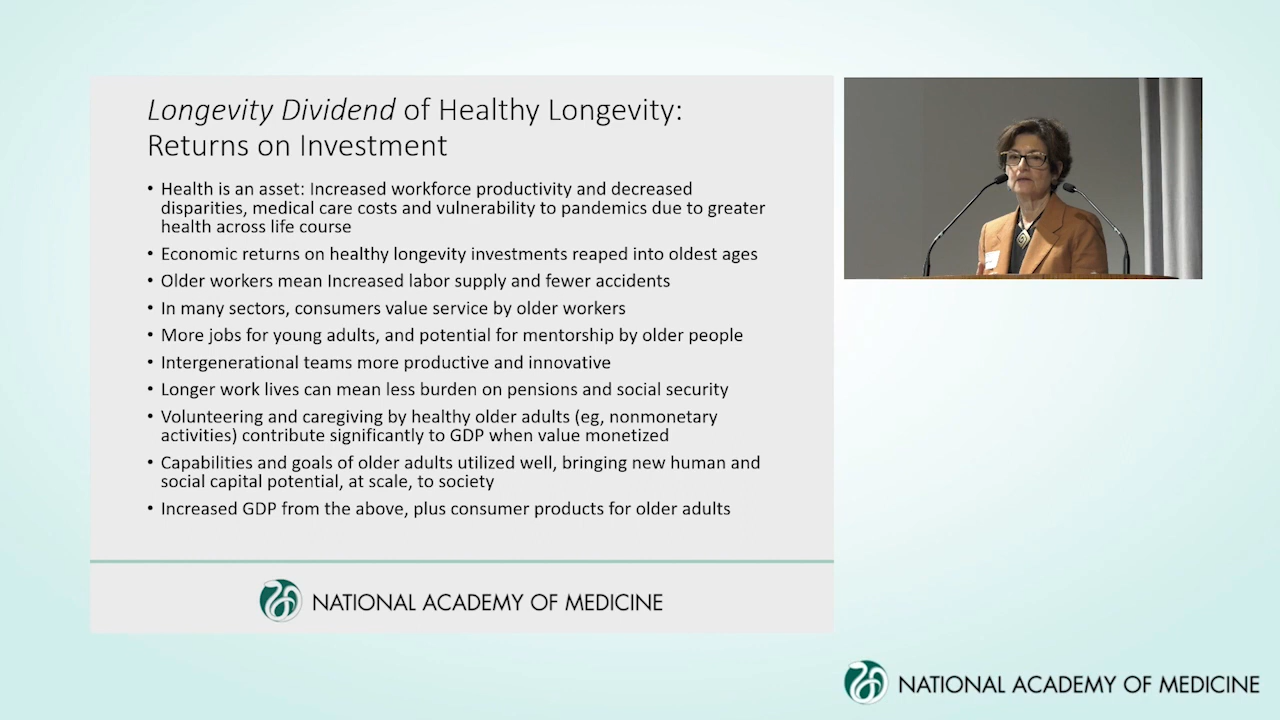 Longevity Dividend of Healthy Longevity:
Returns on Investment
• Health is an asset: Increased workforce productivity and decreased
disparities, medical care costs and vulnerability to pandemics due to greater
health across life course
• Economic returns on healthy longevity investments reaped into oldest ages
• Older workers mean Increased labor supply and fewer accidents
• In many sectors, consumers value service by older workers
• More jobs for young adults, and potential for mentorship by older people
• Intergenerational teams more productive and innovative
• Longer work lives can mean less burden on pensions and social security
• Volunteering and caregiving by healthy older adults (eg, nonmonetary
activities) contribute significantly to GDP when value monetized
• Capabilities and goals of older adults utilized well, bringing new human and
social capital potential, at scale, to society
• Increased GDP from the above, plus consumer products for older adults
NATIONAL ACADEMY OF MEDICINE
NATIONAL ACADEMY OF MEDICINE